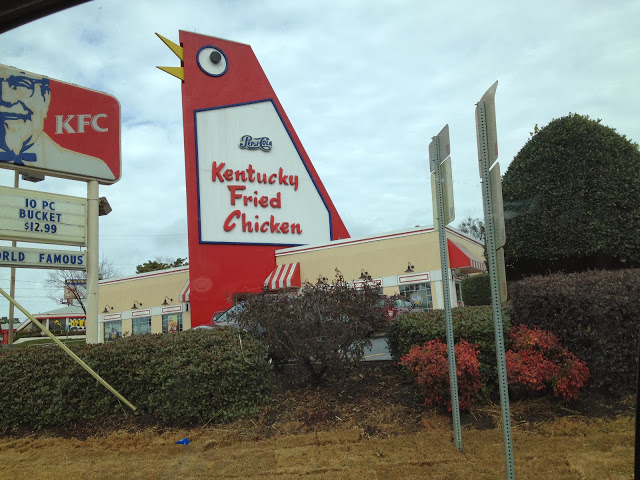 KFC
10 PC
BUCKET
$12.99
ORLD FAMOUS
PEPSI-COLA
Kentucky
Fried
Chicken